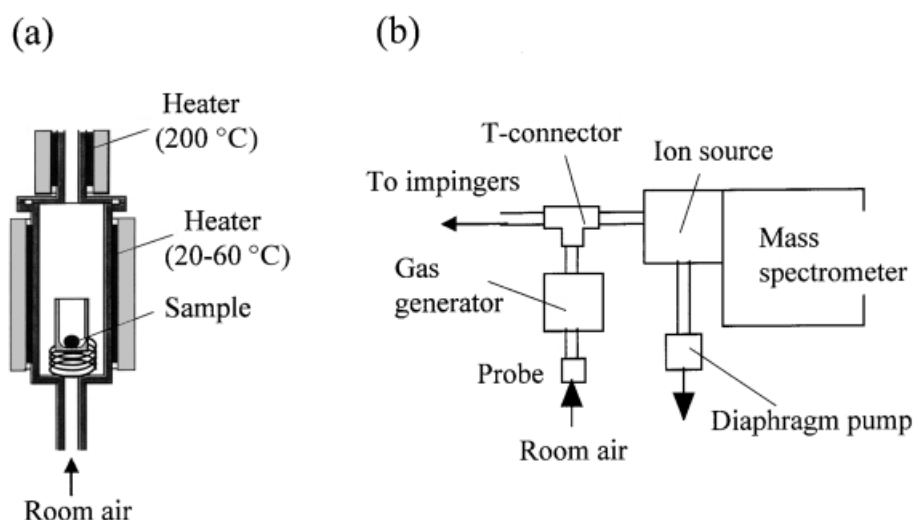 (a)
Heater
(200 °C)
Heater
(20-60 °C)
Sample
Room air
(b)
T-connector
Ion source
To impingers
Mass
spectrometer
Gas
generator
Probe
Diaphragm pump
Room air